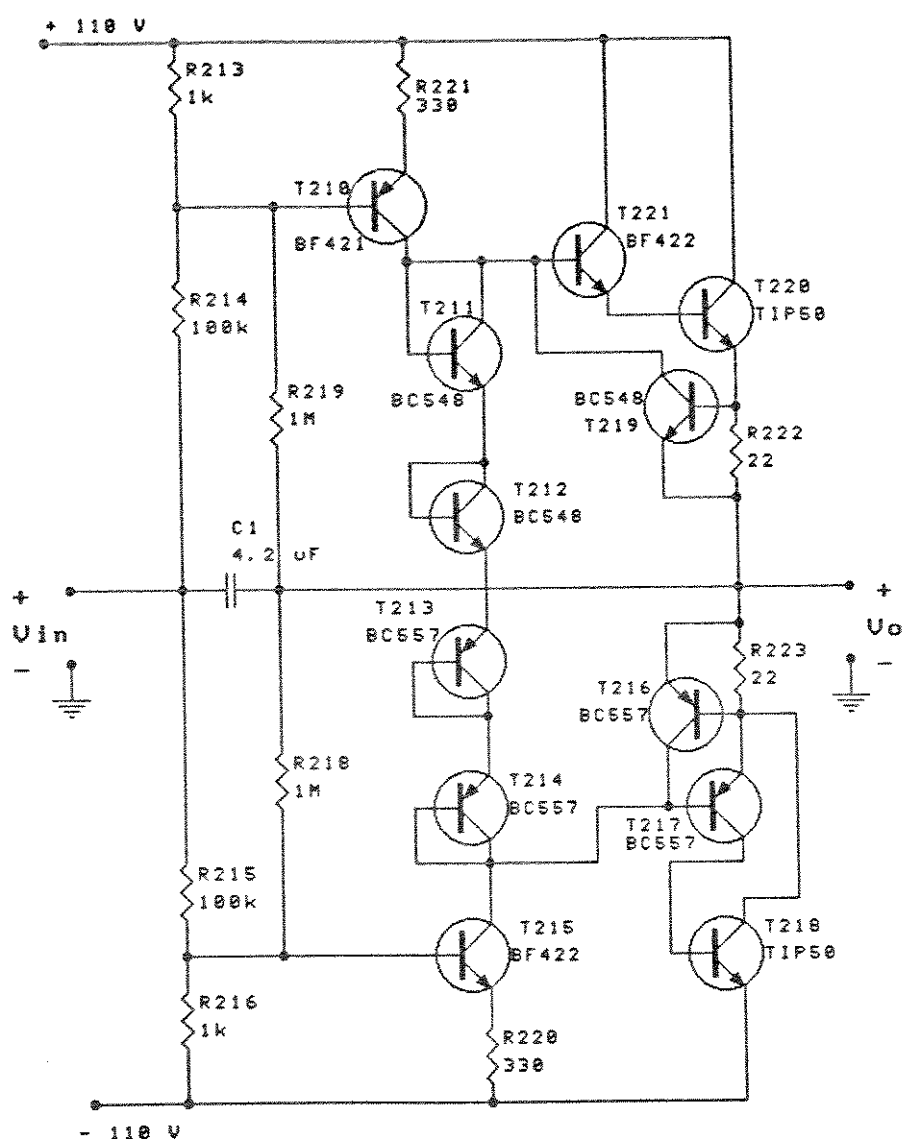 + 110 V
R213
1k
R221
330
T210
BF421
T221
BF422
R214
100k
T211
BC548
T220
TIP50
R219
1M
BC548
T219
R222
22
T212
BC548
C1
4.2 uF
+
Vin
-
T213
BC557
+
Vo
-
R223
22
T216
BC557
R218
1M
T214
BC557
T217
BC557
R215
100k
T215
BF422
T218
TIP50
R216
1k
R220
330
- 110 V